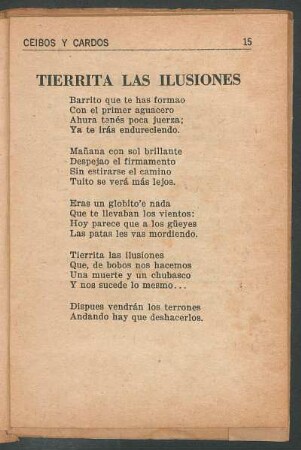 CEIBOS Y CARDOS 15
TIERRITA LAS ILUSIONES
Barrito que te has formao
Con el primer aguacero
Ahura tenés poca juerza;
Ya te irás endureciendo.
Mañana con sol brillante
Despejao el firmamento
Sin estirarse el camino
Tuito se verá más lejos.
Eras un globito'e nada
Que te llevaban los vientos:
Hoy parece que a los güeyes
Las patas les vas mordiendo.
Tierrita las ilusiones
Que, de bobos nos hacemos
Una muerte y un chubasco
Y nos sucede lo mesmo...
Dispues vendrán los terrones
Andando hay que deshacerlos.